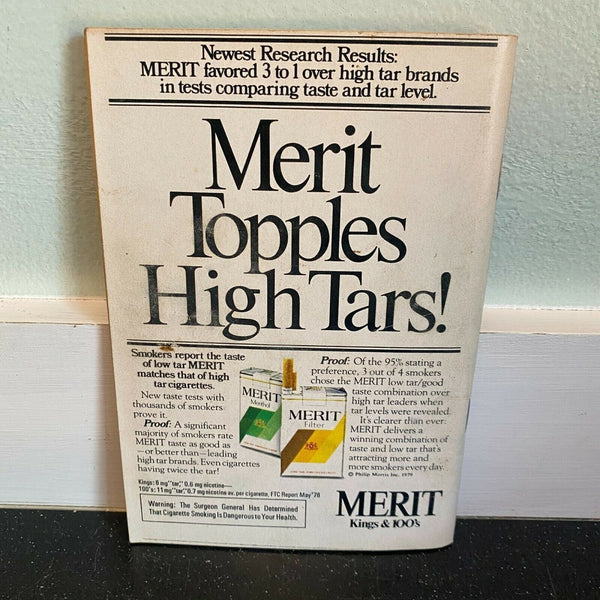 Newest Research Results:
MERIT favored 3 to 1 over high tar brands
in tests comparing taste and tar level.
Merit
Topples
High Tars!
Smokers report the taste
of low tar MERIT
matches that of high
tar cigarettes.
New taste tests with
thousands of smokers
prove it.
Proof: A significant
majority of smokers rate
MERIT taste as good as
—or better than—leading
high tar brands. Even cigarettes
having twice the tar!
MERIT
Menthol
MERIT
Filter
Proof: Of the 95% stating a
preference, 3 out of 4 smokers
chose the MERIT low tar/good
taste combination over
high tar leaders when
tar levels were revealed.
It's clearer than ever:
MERIT delivers a
winning combination of
taste and low tar that's
attracting more and
more smokers every day.
© Philip Morris Inc. 1979
Kings: 8 mg "tar," 0.6 mg nicotine—
100's: 11 mg "tar," 0.7 mg nicotine av. per cigarette, FTC Report May '78
Warning: The Surgeon General Has Determined
That Cigarette Smoking Is Dangerous to Your Health.
MERIT
Kings & 100's